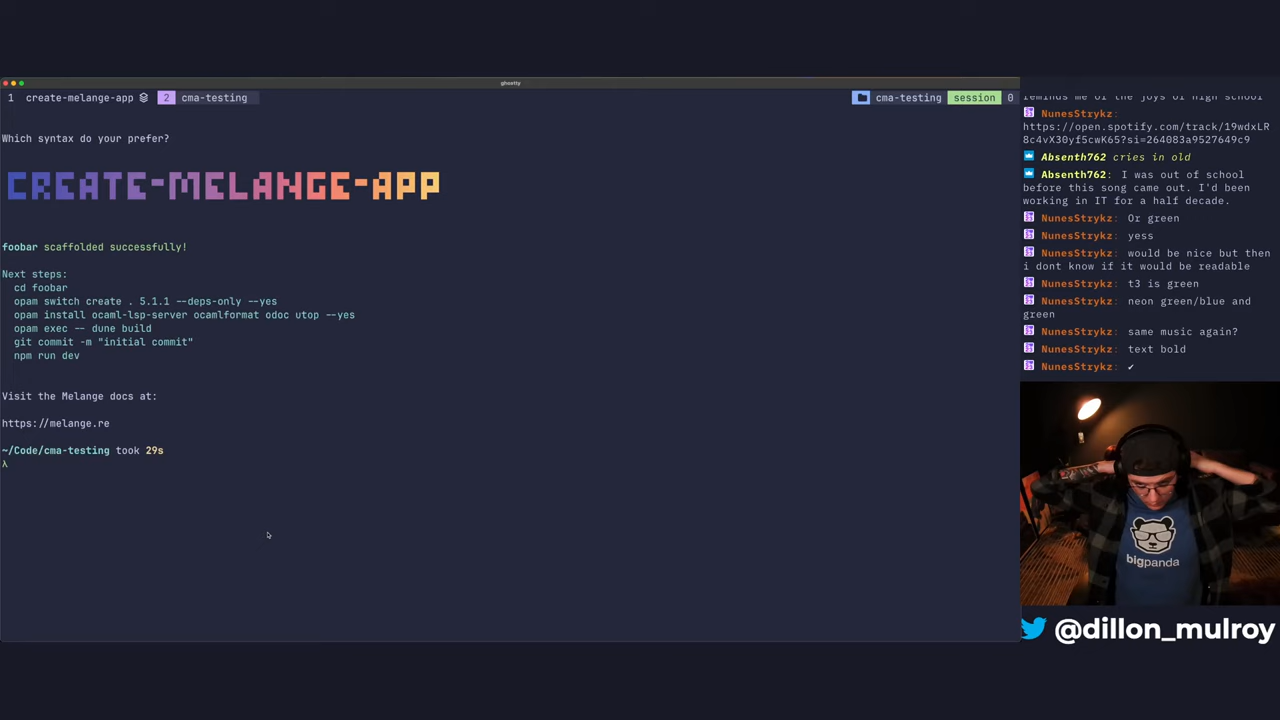 ghostty
1 create-melange-app 2 cma-testing
cma-testing session 0
Which syntax do your prefer?
CREATE-MELANGE-APP
foobar scaffolded successfully!
Next steps:
cd foobar
opam switch create . 5.1.1 --deps-only --yes
opam install ocaml-lsp-server ocamlformat odoc utop --yes
opam exec -- dune build
git commit -m "initial commit"
npm run dev
Visit the Melange docs at:
https://melange.re
~/Code/cma-testing took 29s
λ
reminds me of the joys of high school
NunesStrykz:
https://open.spotify.com/track/19wdxLR
8c4vX30yf5cwK65?si=264083a9527649c9
Absenth762 cries in old
Absenth762: I was out of school
before this song came out. I'd been
working in IT for a half decade.
NunesStrykz: Or green
NunesStrykz: yess
NunesStrykz: would be nice but then
i dont know if it would be readable
NunesStrykz: t3 is green
NunesStrykz: neon green/blue and
green
NunesStrykz: same music again?
NunesStrykz: text bold
NunesStrykz: ✔
bigpanda
@dillon_mulroy